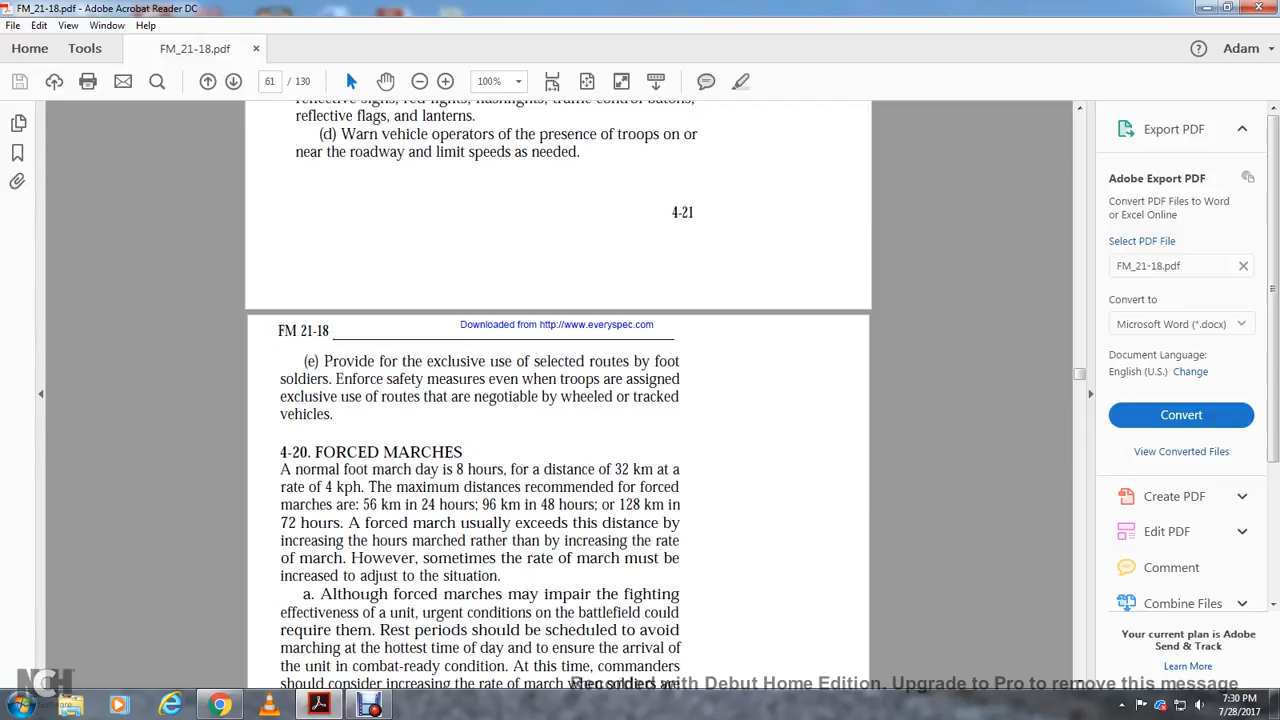 FM_21-18.pdf - Adobe Acrobat Reader DC
File Edit View Window Help
Home Tools FM_21-18.pdf × Adam
61 / 130 100%
reflective signs, red lights, flashlights, traffic control batons,
reflective flags, and lanterns.
(d) Warn vehicle operators of the presence of troops on or
near the roadway and limit speeds as needed.
4-21
FM 21-18
Downloaded from http://www.everyspec.com
(e) Provide for the exclusive use of selected routes by foot
soldiers. Enforce safety measures even when troops are assigned
exclusive use of routes that are negotiable by wheeled or tracked
vehicles.
4-20. FORCED MARCHES
A normal foot march day is 8 hours, for a distance of 32 km at a
rate of 4 kph. The maximum distances recommended for forced
marches are: 56 km in 24 hours; 96 km in 48 hours; or 128 km in
72 hours. A forced march usually exceeds this distance by
increasing the hours marched rather than by increasing the rate
of march. However, sometimes the rate of march must be
increased to adjust to the situation.
a. Although forced marches may impair the fighting
effectiveness of a unit, urgent conditions on the battlefield could
require them. Rest periods should be scheduled to avoid
marching at the hottest time of day and to ensure the arrival of
the unit in combat-ready condition. At this time, commanders
should consider increasing the rate of march when soldiers are
Export PDF
Adobe Export PDF
Convert PDF Files to Word
or Excel Online
Select PDF File
FM_21-18.pdf
Convert to
Microsoft Word (*.docx)
Document Language:
English (U.S.) Change
Convert
View Converted Files
Create PDF
Edit PDF
Comment
Combine Files
Your current plan is Adobe
Send & Track
Learn More
NCH
Software
Recorded with Debut Home Edition. Upgrade to Pro to remove this message
7:30 PM
7/28/2017